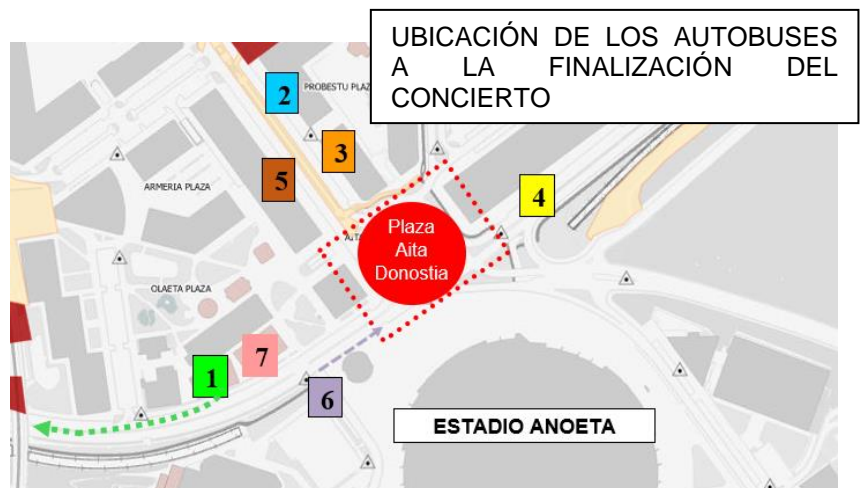 UBICACIÓN DE LOS AUTOBUSES
A LA FINALIZACIÓN DEL
CONCIERTO
2
PROBESTU PLAZ
3
5
ARMERIA PLAZA
4
Plaza
Aita
Donostia
OLAETA PLAZA
7
1
6
ESTADIO ANOETA